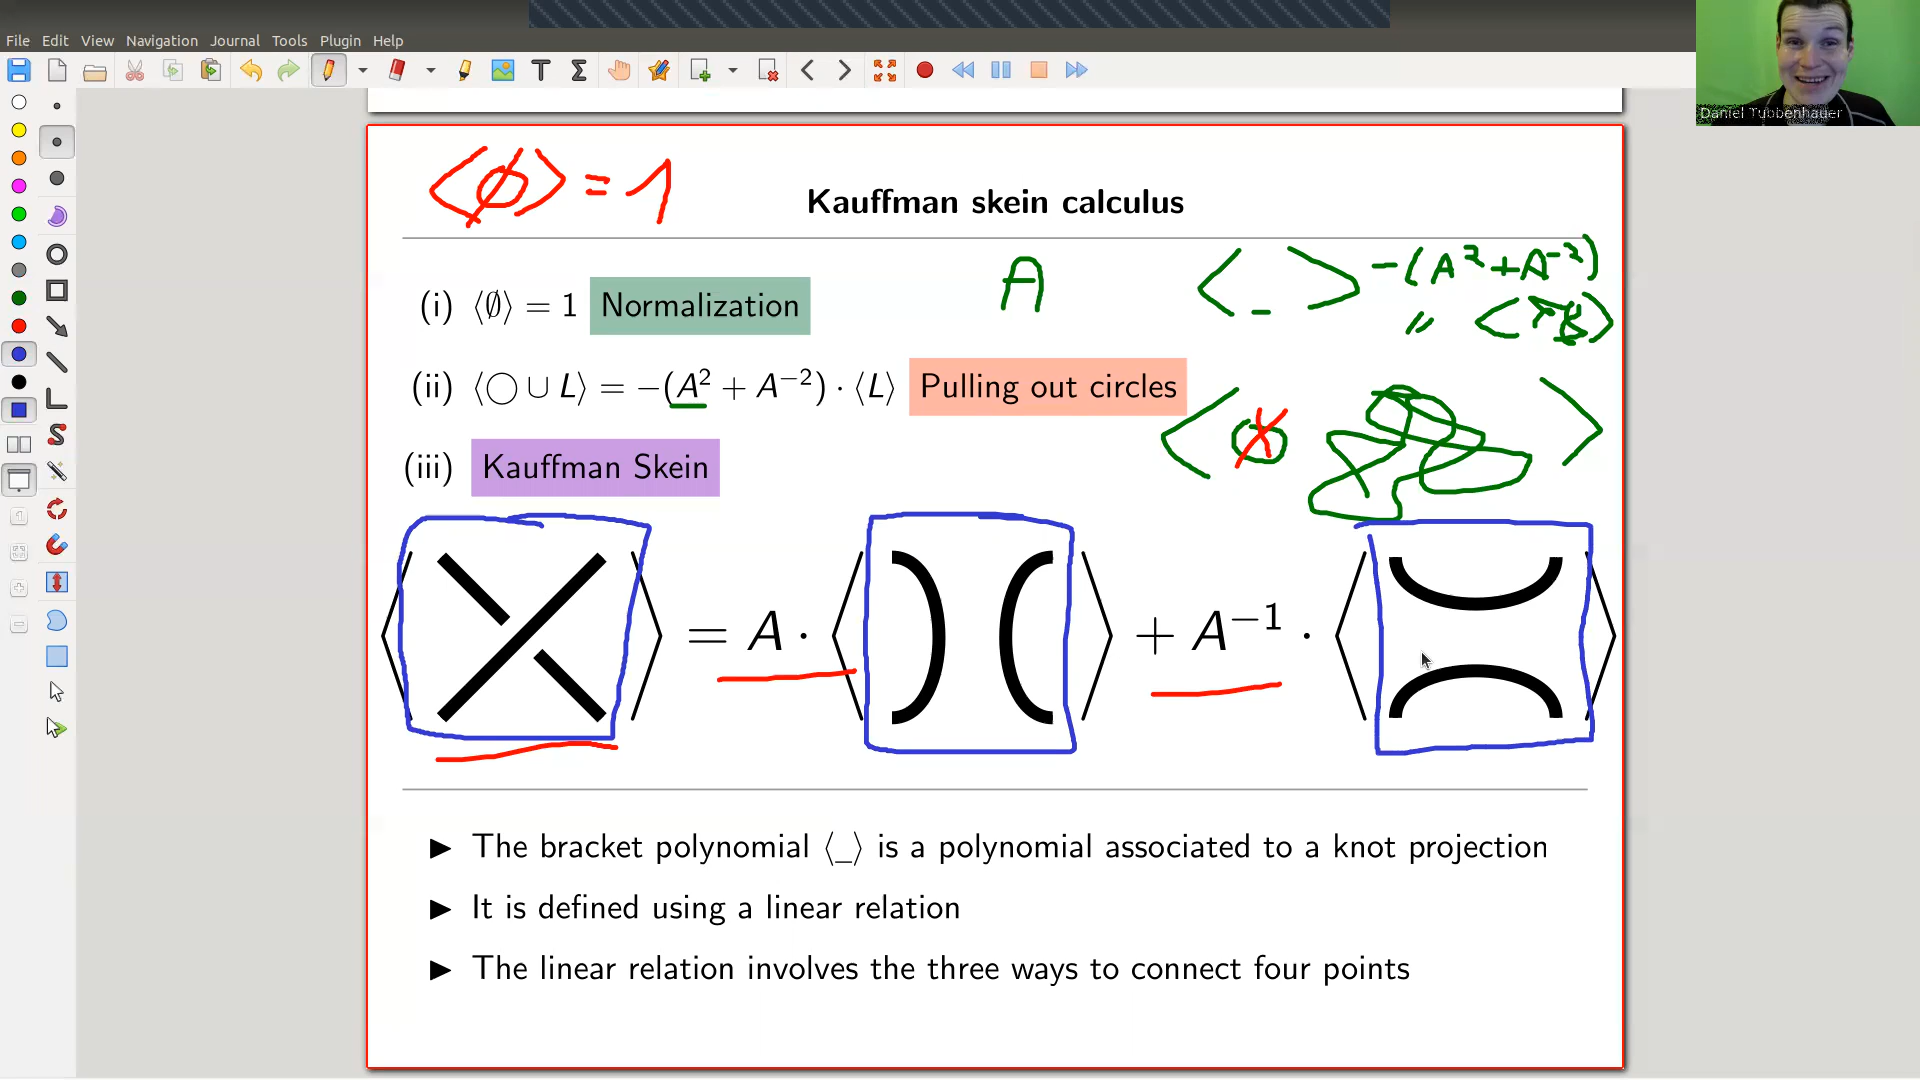 File Edit View Navigation Journal Tools Plugin Help
Daniel Tubbenhauer
⟨∅⟩ = 1
Kauffman skein calculus
(i) ⟨∅⟩ = 1 Normalization
A ⟨_⟩ -(A² + A⁻²)
(ii) ⟨◯ ∪ L⟩ = −(A² + A⁻²) · ⟨L⟩ Pulling out circles
(iii) Kauffman Skein
= A · ⟨ ⟩ + A⁻¹ · ⟨ ⟩
▶ The bracket polynomial ⟨_⟩ is a polynomial associated to a knot projection
▶ It is defined using a linear relation
▶ The linear relation involves the three ways to connect four points